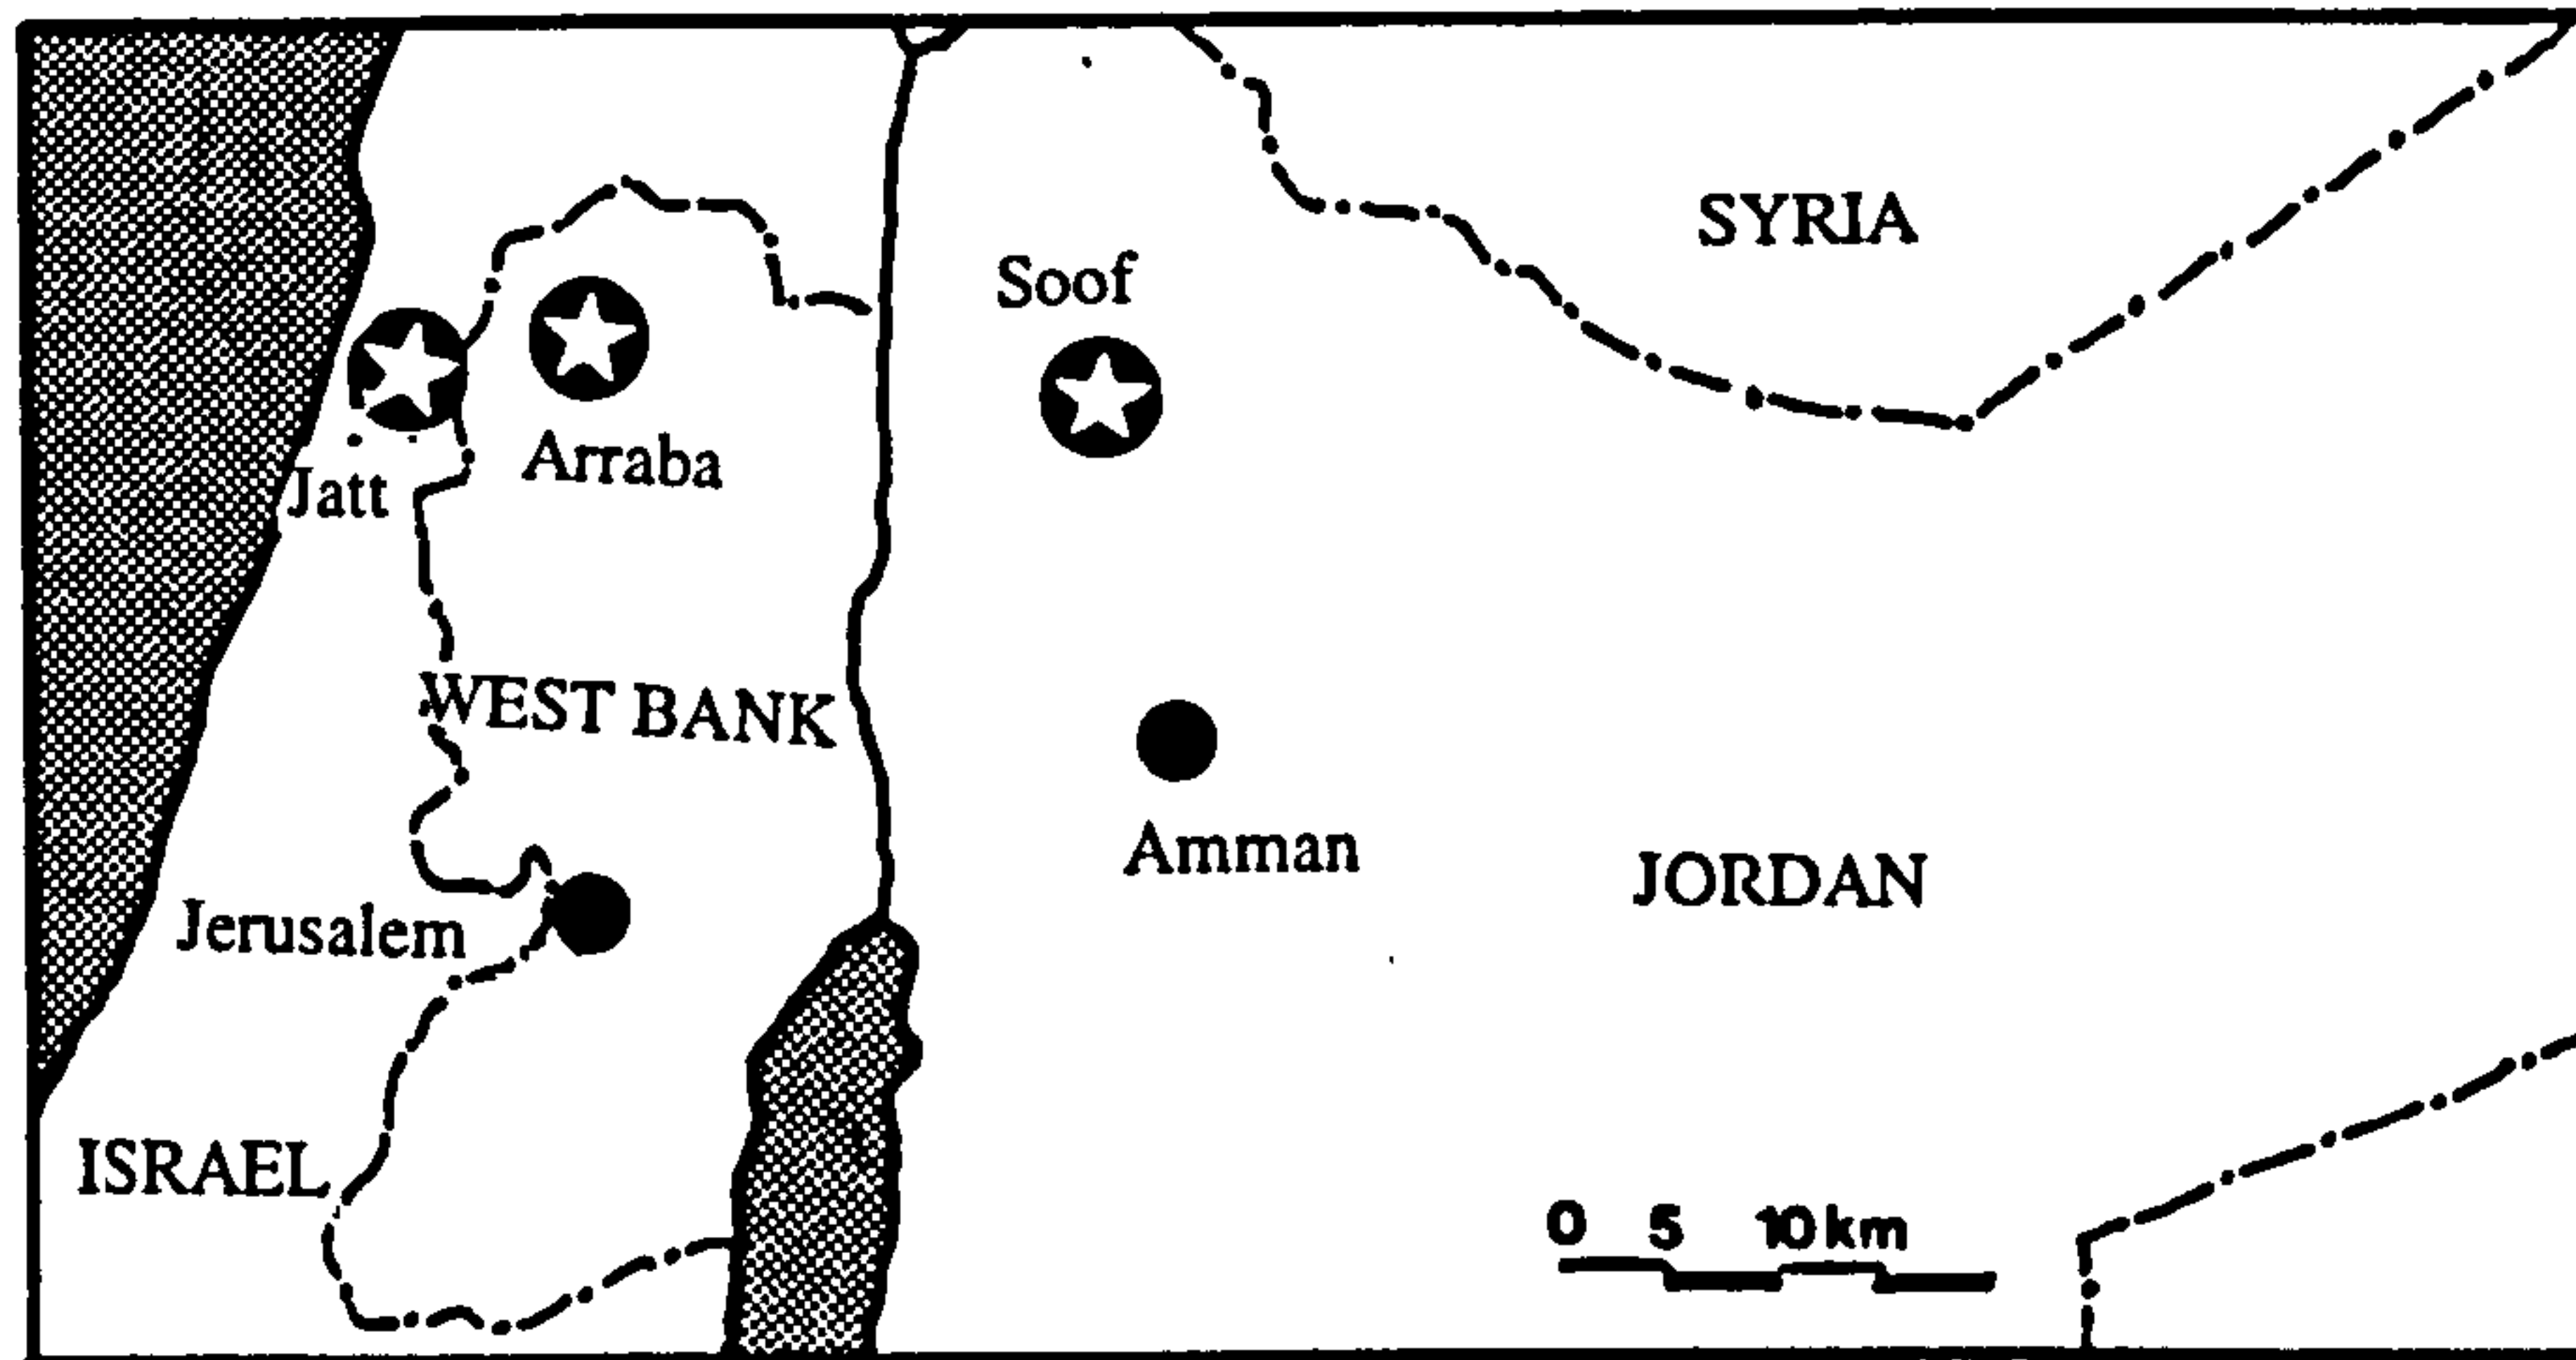 SYRIA
Soof
Arraba
Jatt
WEST BANK
Amman
JORDAN
Jerusalem
ISRAEL
0 5 10 km